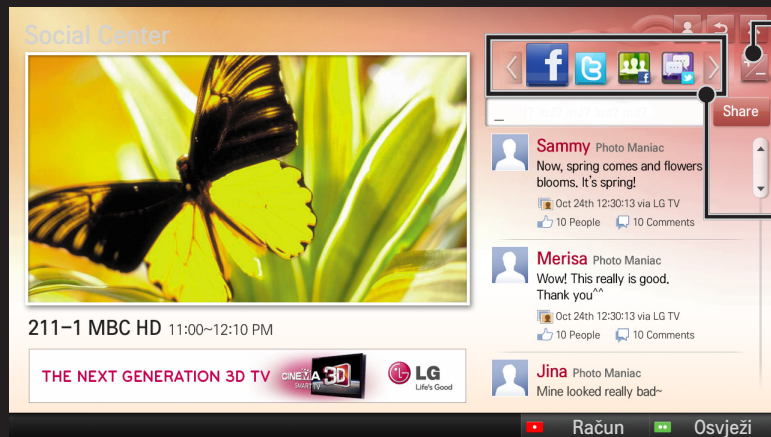 Social Center
Share
Sammy Photo Maniac
Now, spring comes and flowers
blooms. It's spring!
Oct 24th 12:30:13 via LG TV
10 People 10 Comments
Merisa Photo Maniac
Wow! This really is good.
Thank you^^
Oct 24th 12:30:13 via LG TV
10 People 10 Comments
Jina Photo Maniac
Mine looked really bad~
211-1 MBC HD 11:00~12:10 PM
THE NEXT GENERATION 3D TV CINEMA 3D SMART TV LG Life's Good
Račun Osvježi